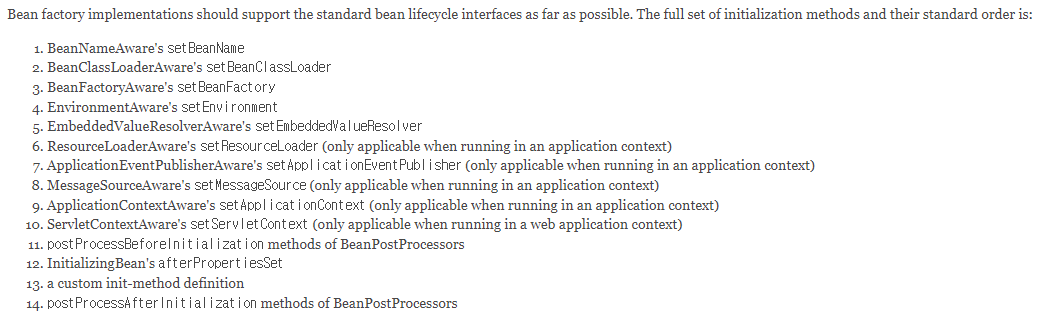 Bean factory implementations should support the standard bean lifecycle interfaces as far as possible. The full set of initialization methods and their standard order is:
1. BeanNameAware's setBeanName
2. BeanClassLoaderAware's setBeanClassLoader
3. BeanFactoryAware's setBeanFactory
4. EnvironmentAware's setEnvironment
5. EmbeddedValueResolverAware's setEmbeddedValueResolver
6. ResourceLoaderAware's setResourceLoader (only applicable when running in an application context)
7. ApplicationEventPublisherAware's setApplicationEventPublisher (only applicable when running in an application context)
8. MessageSourceAware's setMessageSource (only applicable when running in an application context)
9. ApplicationContextAware's setApplicationContext (only applicable when running in an application context)
10. ServletContextAware's setServletContext (only applicable when running in a web application context)
11. postProcessBeforeInitialization methods of BeanPostProcessors
12. InitializingBean's afterPropertiesSet
13. a custom init-method definition
14. postProcessAfterInitialization methods of BeanPostProcessors